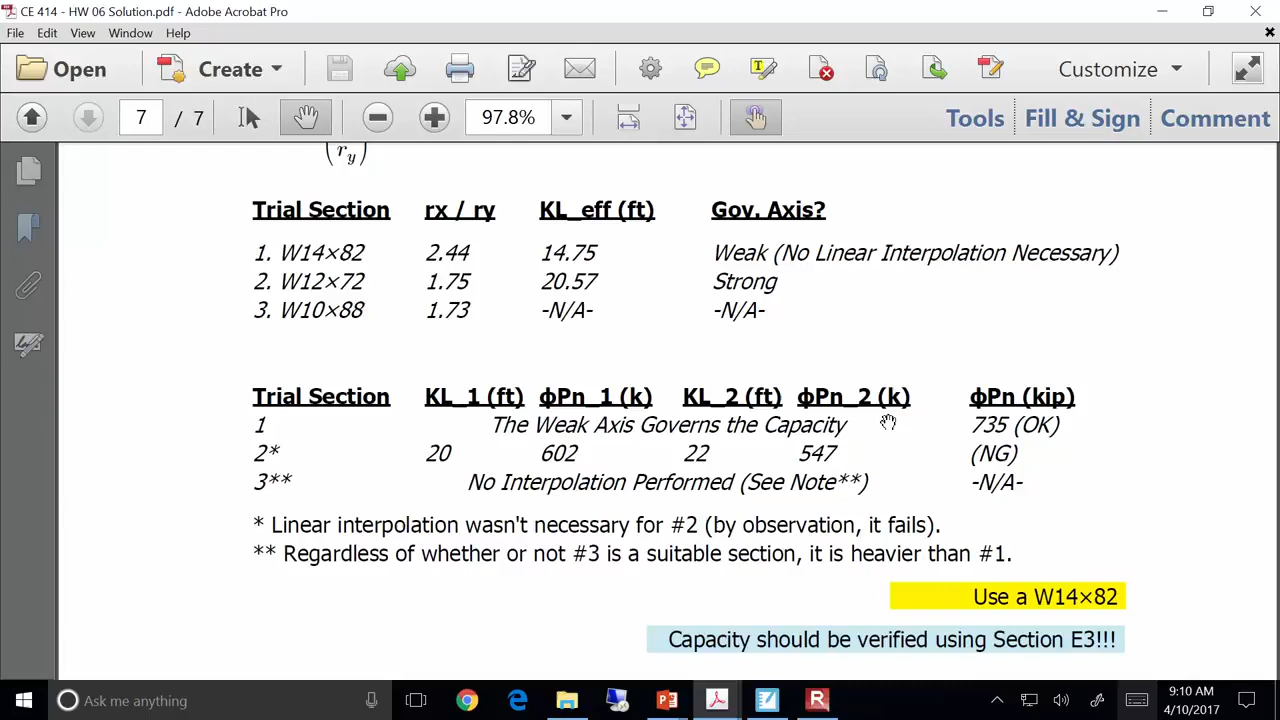 CE 414 - HW 06 Solution.pdf - Adobe Acrobat Pro
File Edit View Window Help
Open Create Customize
7 / 7 97.8% Tools Fill & Sign Comment
( r_y )
Trial Section rx / ry KL_eff (ft) Gov. Axis?
1. W14×82 2.44 14.75 Weak (No Linear Interpolation Necessary)
2. W12×72 1.75 20.57 Strong
3. W10×88 1.73 -N/A- -N/A-
Trial Section KL_1 (ft) ϕPn_1 (k) KL_2 (ft) ϕPn_2 (k) ϕPn (kip)
1 The Weak Axis Governs the Capacity 735 (OK)
2* 20 602 22 547 (NG)
3** No Interpolation Performed (See Note**) -N/A-
* Linear interpolation wasn't necessary for #2 (by observation, it fails).
** Regardless of whether or not #3 is a suitable section, it is heavier than #1.
Use a W14×82
Capacity should be verified using Section E3!!!
Ask me anything
9:10 AM
4/10/2017